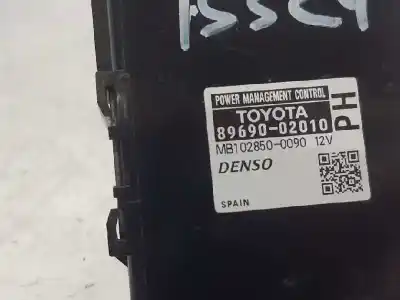 POWER MANAGEMENT CONTROL
TOYOTA
89690-02010
PH
MB102850-0090 12V
DENSO
SPAIN